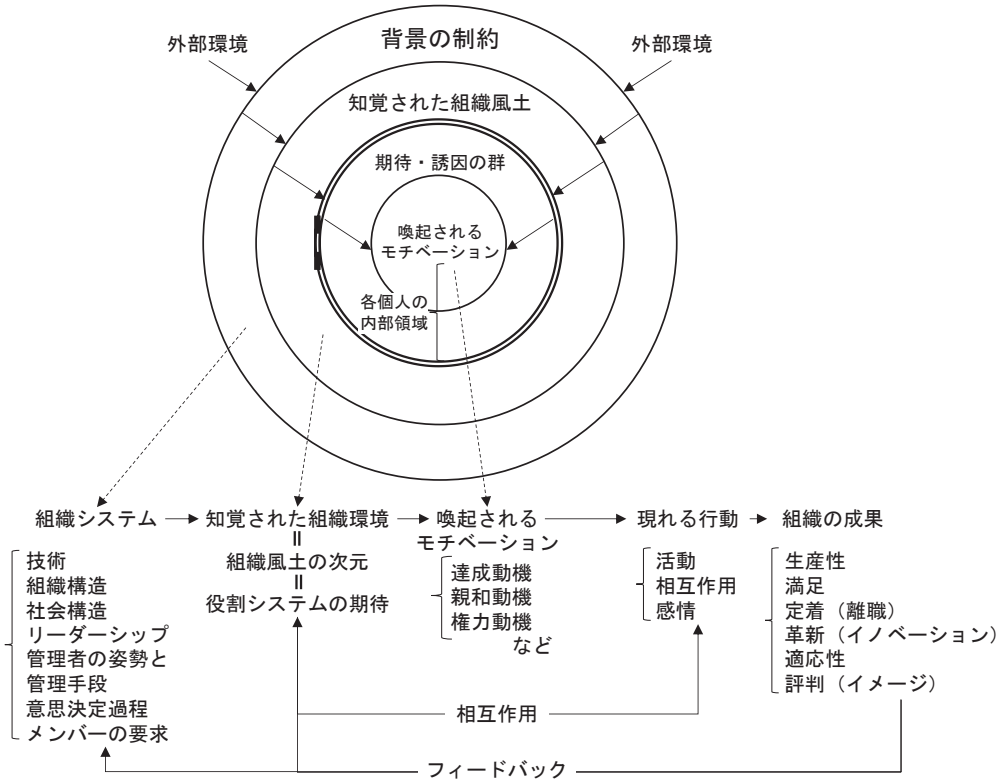 背景の制約
外部環境
外部環境
知覚された組織風土
期待・誘因の群
喚起される
モチベーション
各個人の
内部領域
組織システム
知覚された組織環境
=
組織風土の次元
=
役割システムの期待
喚起される
モチベーション
現れる行動
組織の成果
技術
組織構造
社会構造
リーダーシップ
管理者の姿勢と
管理手段
意思決定過程
メンバーの要求
達成動機
親和動機
権力動機
など
活動
相互作用
感情
生産性
満足
定着（離職）
革新（イノベーション）
適応性
評判（イメージ）
相互作用
フィードバック